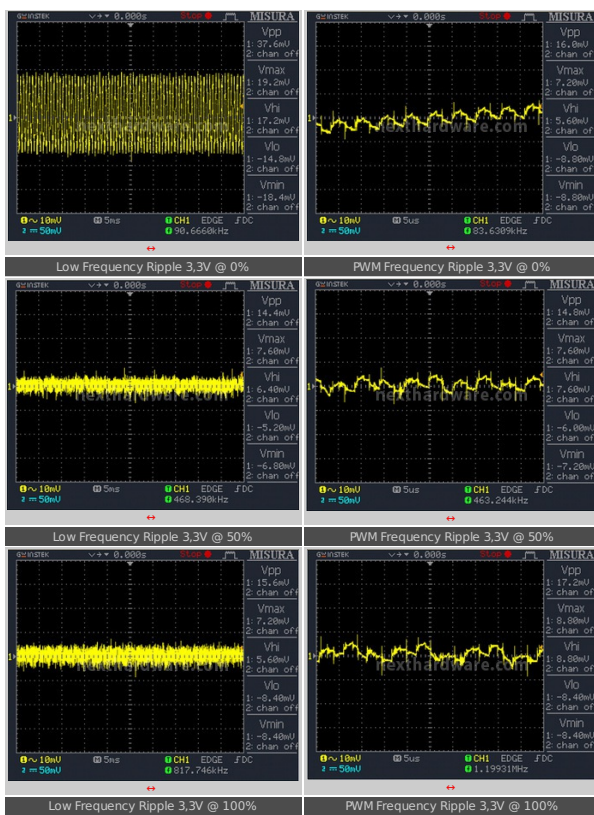 GW INSTEK 0.000s Stop MISURA
Vpp
1: 37.6mV
2: chan off
Vmax
1: 19.2mV
2: chan off
Vhi
1: 17.2mV
2: chan off
Vlo
1: -14.8mV
2: chan off
Vmin
1: -18.4mV
2: chan off
1
nexthardware.com
1 10mV M 5ms T CH1 EDGE DC
2 50mV 90.6660kHz
Low Frequency Ripple 3,3V @ 0%
GW INSTEK 0.000s Stop MISURA
Vpp
1: 16.0mV
2: chan off
Vmax
1: 7.20mV
2: chan off
Vhi
1: 5.60mV
2: chan off
Vlo
1: -8.80mV
2: chan off
Vmin
1: -8.80mV
2: chan off
1
nexthardware.com
1 10mV M 5us T CH1 EDGE DC
2 50mV 83.6309kHz
PWM Frequency Ripple 3,3V @ 0%
GW INSTEK 0.000s Stop MISURA
Vpp
1: 14.4mV
2: chan off
Vmax
1: 7.60mV
2: chan off
Vhi
1: 6.40mV
2: chan off
Vlo
1: -5.20mV
2: chan off
Vmin
1: -6.80mV
2: chan off
1
nexthardware.com
1 10mV M 5ms T CH1 EDGE DC
2 50mV 468.390kHz
Low Frequency Ripple 3,3V @ 50%
GW INSTEK 0.000s Stop MISURA
Vpp
1: 14.8mV
2: chan off
Vmax
1: 7.60mV
2: chan off
Vhi
1: 7.60mV
2: chan off
Vlo
1: -6.00mV
2: chan off
Vmin
1: -7.20mV
2: chan off
1
nexthardware.com
1 10mV M 5us T CH1 EDGE DC
2 50mV 463.244kHz
PWM Frequency Ripple 3,3V @ 50%
GW INSTEK 0.000s Stop MISURA
Vpp
1: 15.6mV
2: chan off
Vmax
1: 7.20mV
2: chan off
Vhi
1: 5.60mV
2: chan off
Vlo
1: -8.40mV
2: chan off
Vmin
1: -8.40mV
2: chan off
1
nexthardware.com
1 10mV M 5ms T CH1 EDGE DC
2 50mV 817.746kHz
Low Frequency Ripple 3,3V @ 100%
GW INSTEK 0.000s Stop MISURA
Vpp
1: 17.2mV
2: chan off
Vmax
1: 8.80mV
2: chan off
Vhi
1: 8.80mV
2: chan off
Vlo
1: -8.40mV
2: chan off
Vmin
1: -8.40mV
2: chan off
1
nexthardware.com
1 10mV M 5us T CH1 EDGE DC
2 50mV 1.19931MHz
PWM Frequency Ripple 3,3V @ 100%